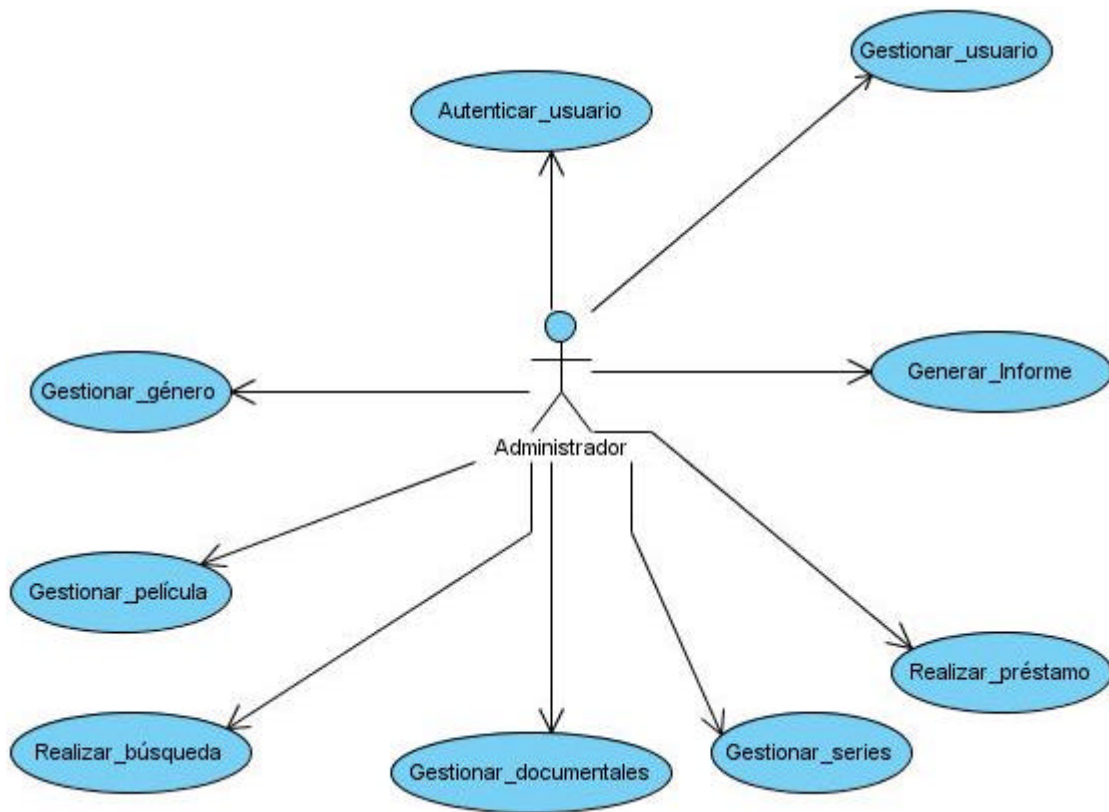 Gestionar_usuario
Autenticar_usuario
Generar_Informe
Gestionar_género
Administrador
Gestionar_película
Realizar_préstamo
Realizar_búsqueda
Gestionar_documentales
Gestionar_series